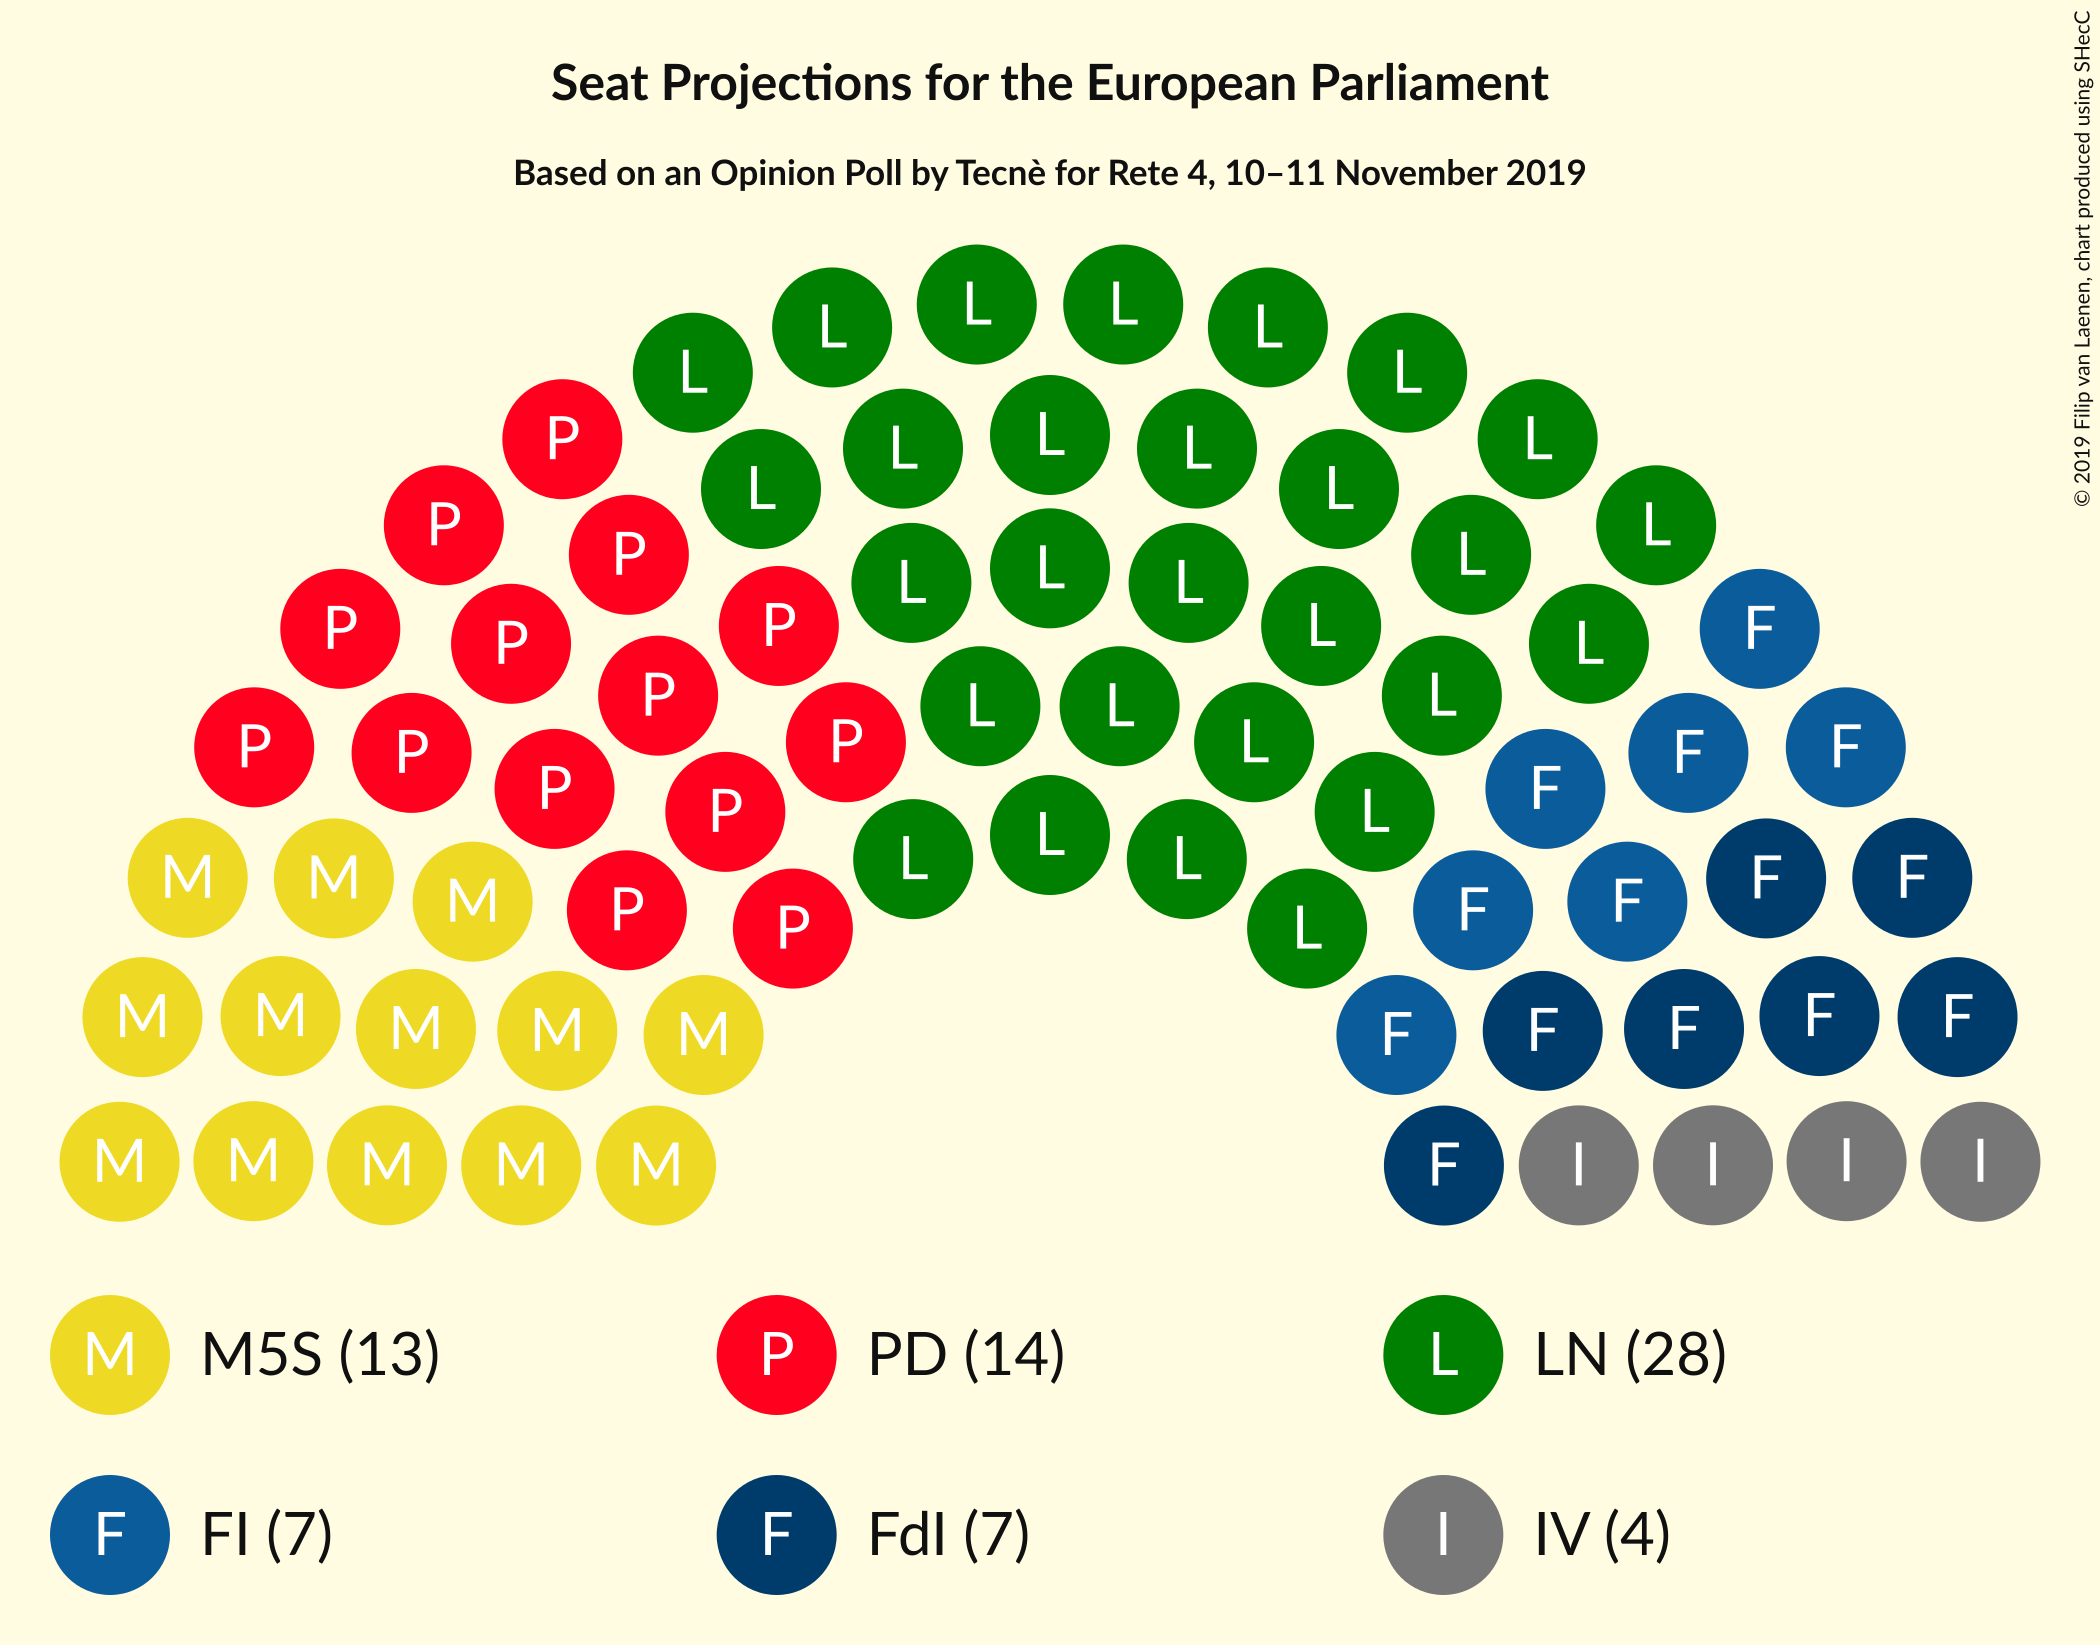 Seat Projections for the European Parliament
Based on an Opinion Poll by Tecnè for Rete 4, 10–11 November 2019
© 2019 Filip van Laenen, chart produced using SHecC
L L L L
L L
L L L
P L L L
L L
P L L
P L
P L L L
P L F
P L
P L L
P L L
P P L F F
P F
P L
L
L L
M M F F
M F
P F
P L
M M F F
M M F F
M M F F
M M F I I
M M M F I I
M M5S (13) P PD (14) L LN (28)
F FI (7) F FdI (7) I IV (4)